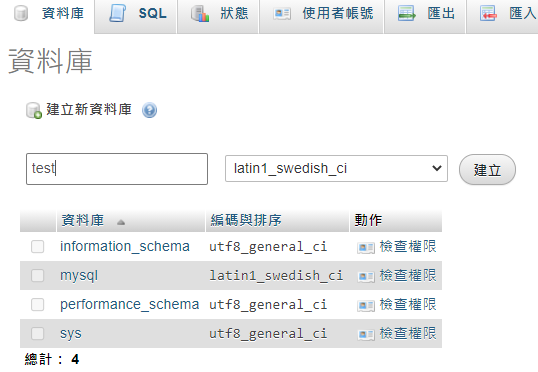 資料庫 SQL 狀態 使用者帳號 匯出 匯入
資料庫
建立新資料庫
test latin1_swedish_ci 建立
資料庫 編碼與排序 動作
information_schema utf8_general_ci 檢查權限
mysql latin1_swedish_ci 檢查權限
performance_schema utf8_general_ci 檢查權限
sys utf8_general_ci 檢查權限
總計： 4